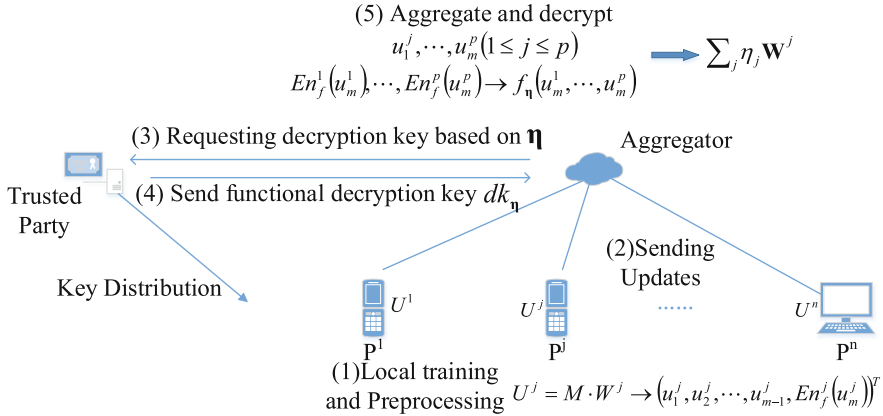 (5) Aggregate and decrypt
u_1^j, ⋯, u_m^p (1 ≤ j ≤ p)
En_f^1(u_m^1), ⋯, En_f^p(u_m^p) → f_η(u_m^1, ⋯, u_m^p)
∑_j η_j W^j
(3) Requesting decryption key based on η
Aggregator
(4) Send functional decryption key dk_η
Trusted
Party
(2)Sending
Updates
Key Distribution
U^1
U^j
⋯⋯
U^n
P^1
P^j
P^n
(1)Local training
and Preprocessing
U^j = M · W^j → (u_1^j, u_2^j, ⋯, u_{m-1}^j, En_f^j(u_m^j))^T